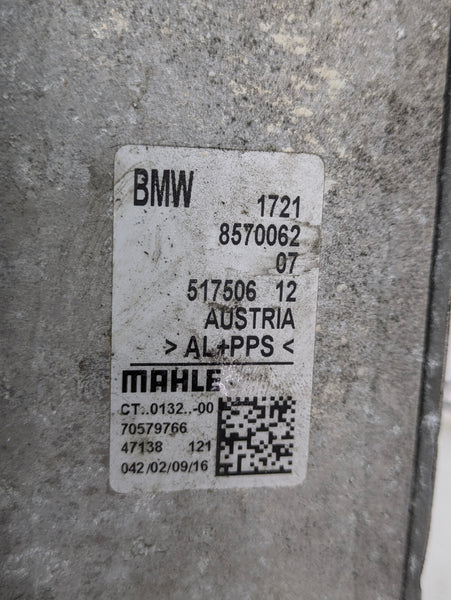 BMW 1721
8570062
07
517506 12
AUSTRIA
> AL+PPS <
MAHLE
CT..0132..-00
70579766
47138 121
042/02/09/16